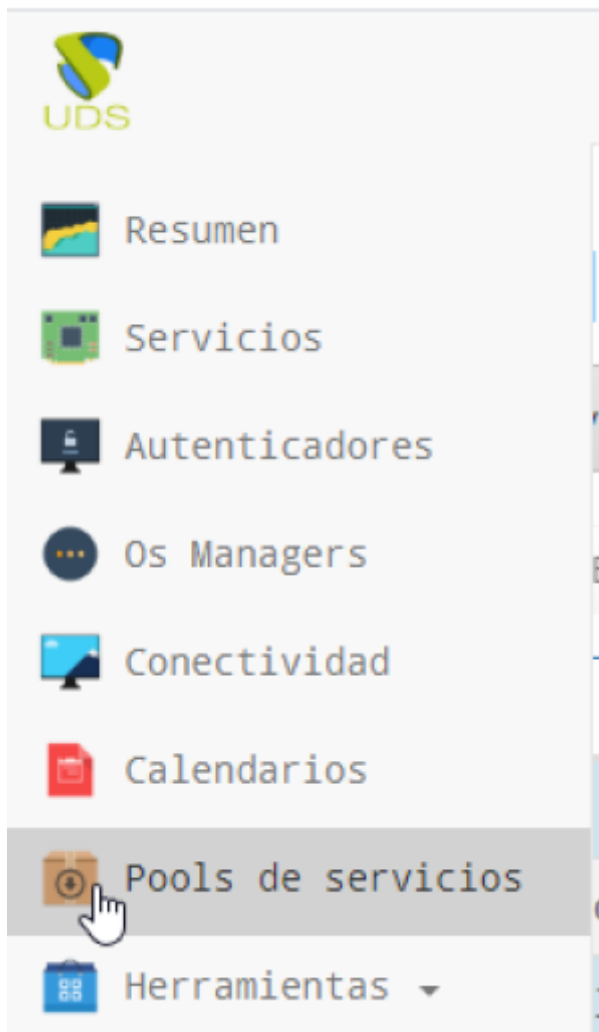 UDS
Resumen
Servicios
Autenticadores
Os Managers
Conectividad
Calendarios
Pools de servicios
Herramientas